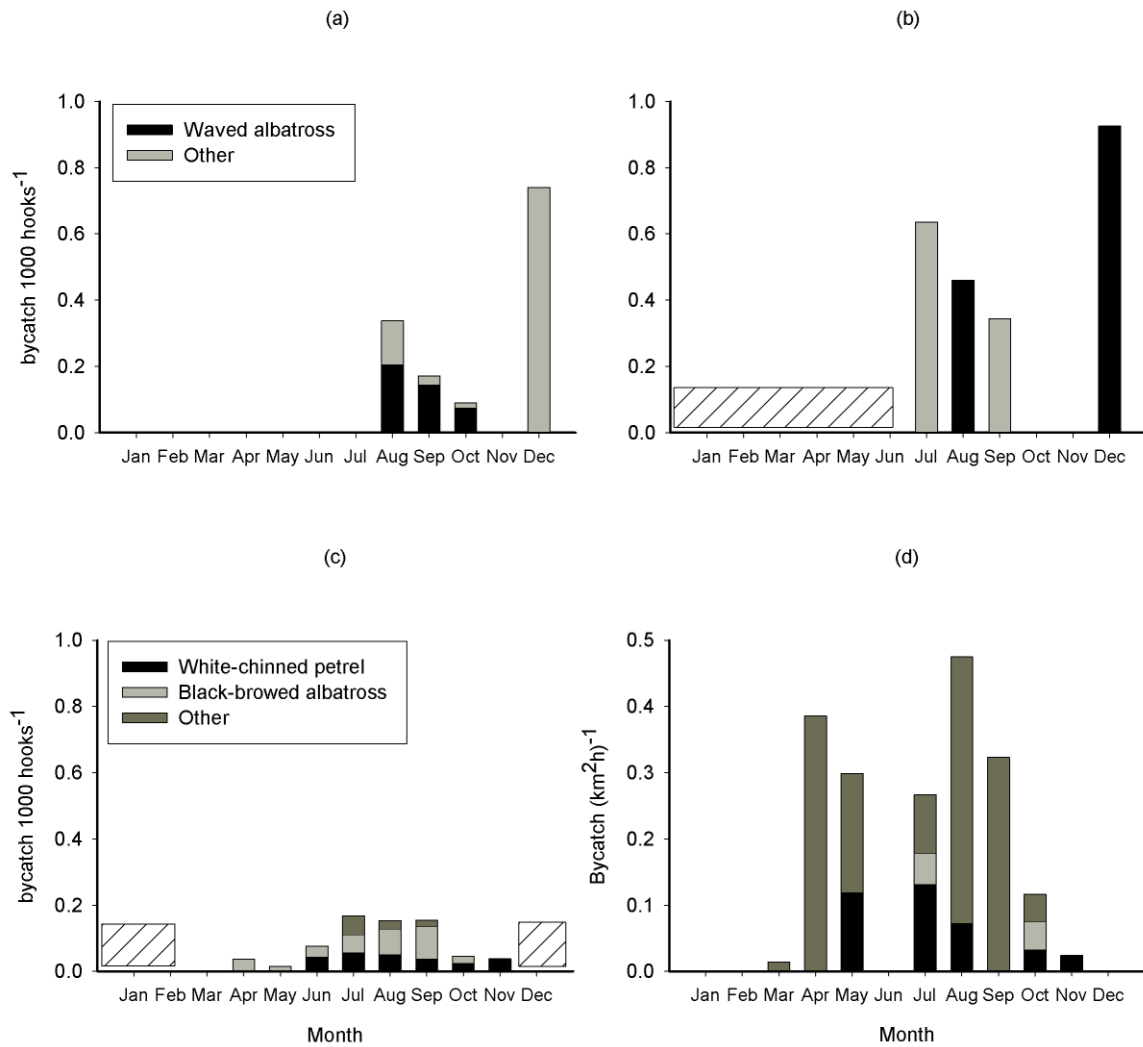 (a)
(b)
bycatch 1000 hooks-1
1.0
0.8
0.6
0.4
0.2
0.0
Waved albatross
Other
Jan Feb Mar Apr May Jun Jul Aug Sep Oct Nov Dec
1.0
0.8
0.6
0.4
0.2
0.0
Jan Feb Mar Apr May Jun Jul Aug Sep Oct Nov Dec
(c)
(d)
bycatch 1000 hooks-1
1.0
0.8
0.6
0.4
0.2
0.0
White-chinned petrel
Black-browed albatross
Other
Jan Feb Mar Apr May Jun Jul Aug Sep Oct Nov Dec
Month
Bycatch (km2h)-1
0.5
0.4
0.3
0.2
0.1
0.0
Jan Feb Mar Apr May Jun Jul Aug Sep Oct Nov Dec
Month